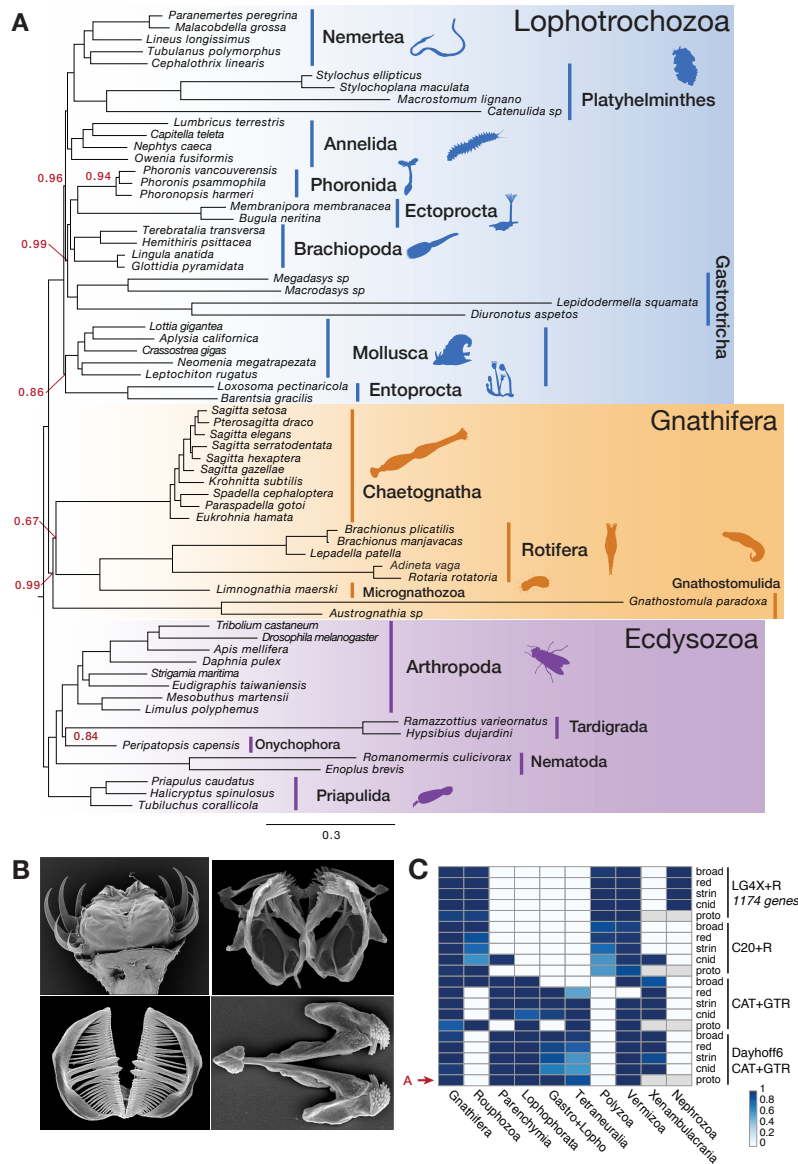 A
Lophotrochozoa
Paranemertes peregrina
Malacobdella grossa
Lineus longissimus
Tubulanus polymorphus
Cephalothrix linearis
Nemertea
Stylochus ellipticus
Stylochoplana maculata
Macrostomum lignano
Catenulida sp
Platyhelminthes
Lumbricus terrestris
Capitella teleta
Nephtys caeca
Owenia fusiformis
Annelida
0.96
0.94
Phoronis vancouverensis
Phoronis psammophila
Phoronopsis harmeri
Phoronida
Membranipora membranacea
Bugula neritina
Ectoprocta
0.99
Terebratalia transversa
Hemithiris psittacea
Lingula anatida
Glottidia pyramidata
Brachiopoda
Megadasys sp
Macrodasys sp
Lepidodermella squamata
Diuronotus aspetos
Gastrotricha
Lottia gigantea
Aplysia californica
Crassostrea gigas
Neomenia megatrapezata
Leptochiton rugatus
Mollusca
0.86
Loxosoma pectinaricola
Barentsia gracilis
Entoprocta
Gnathifera
Sagitta setosa
Pterosagitta draco
Sagitta elegans
Sagitta serratodentata
Sagitta hexaptera
Sagitta gazellae
Krohnitta subtilis
Spadella cephaloptera
Paraspadella gotoi
Eukrohnia hamata
Chaetognatha
0.67
Brachionus plicatilis
Brachionus manjavacas
Lepadella patella
Adineta vaga
Rotaria rotatoria
Rotifera
0.99
Limnognathia maerski
Micrognathozoa
Gnathostomulida
Gnathostomula paradoxa
Austrognathia sp
Ecdysozoa
Tribolium castaneum
Drosophila melanogaster
Apis mellifera
Daphnia pulex
Strigamia maritima
Eudigraphis taiwaniensis
Mesobuthus martensii
Limulus polyphemus
Arthropoda
Ramazzottius varieornatus
Hypsibius dujardini
Tardigrada
0.84
Peripatopsis capensis
Onychophora
Romanomermis culicivorax
Enoplus brevis
Nematoda
Priapulus caudatus
Halicryptus spinulosus
Tubiluchus corallicola
Priapulida
0.3
B
C
broad
red
strin
cnid
proto
LG4X+R
1174 genes
broad
red
strin
cnid
proto
C20+R
broad
red
strin
cnid
proto
CAT+GTR
broad
red
strin
cnid
proto
Dayhoff6
CAT+GTR
A
Gnathifera
Rouphozoa
Parenchymia
Lophophorata
Gastro+Lopho
Tetraneuralia
Polyzoa
Vermizoa
Xenambulacraria
Nephrozoa
1
0.8
0.6
0.4
0.2
0